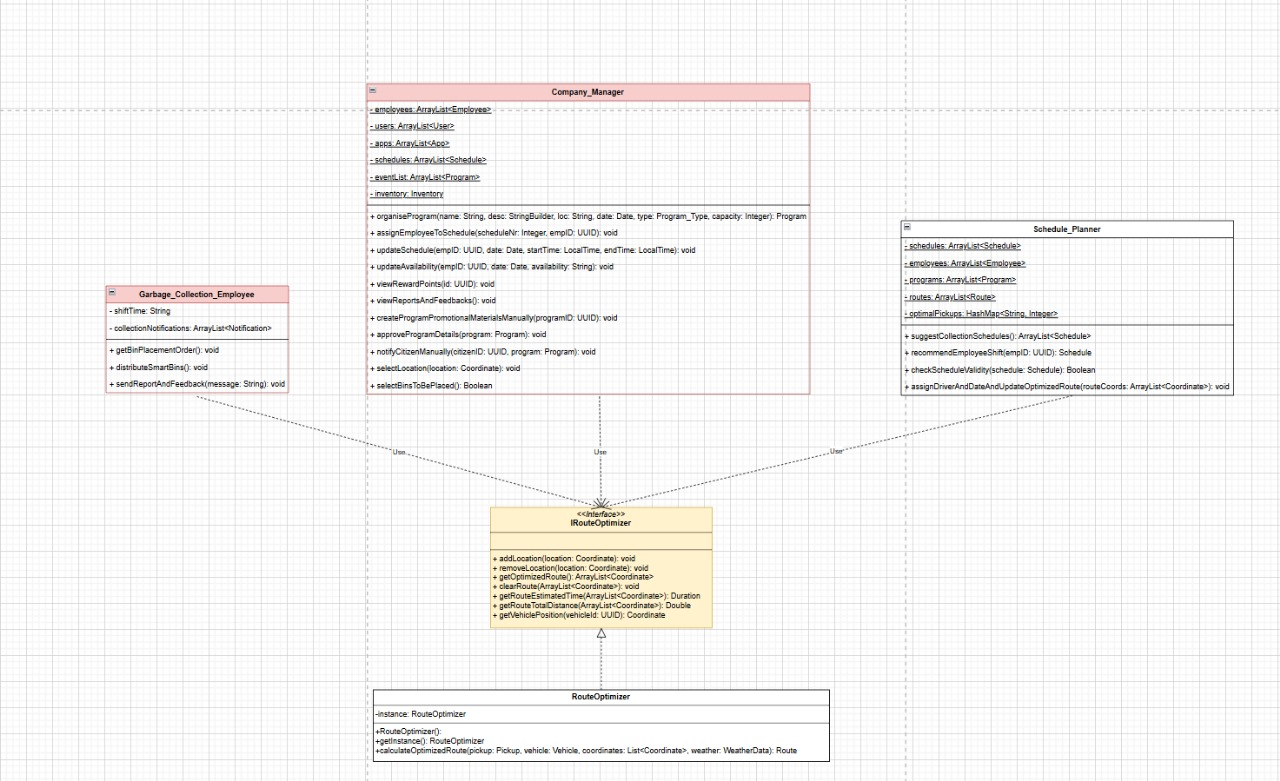 Company_Manager
- employees: ArrayList<Employee>
- users: ArrayList<User>
- apps: ArrayList<App>
- schedules: ArrayList<Schedule>
- eventList: ArrayList<Program>
- inventory: Inventory
+ organiseProgram(name: String, desc: StringBuilder, loc: String, date: Date, type: Program_Type, capacity: Integer): Program
+ assignEmployeeToSchedule(scheduleNr: Integer, empID: UUID): void
+ updateSchedule(empID: UUID, date: Date, startTime: LocalTime, endTime: LocalTime): void
+ updateAvailability(empID: UUID, date: Date, availability: String): void
+ viewRewardPoints(id: UUID): void
+ viewReportsAndFeedbacks(): void
+ createProgramPromotionalMaterialsManually(programID: UUID): void
+ approveProgramDetails(program: Program): void
+ notifyCitizenManually(citizenID: UUID, program: Program): void
+ selectLocation(location: Coordinate): void
+ selectBinsToBePlaced(): Boolean
Schedule_Planner
- schedules: ArrayList<Schedule>
- employees: ArrayList<Employee>
- programs: ArrayList<Program>
- routes: ArrayList<Route>
- optimalPickups: HashMap<String, Integer>
+ suggestCollectionSchedules(): ArrayList<Schedule>
+ recommendEmployeeShift(empID: UUID): Schedule
+ checkScheduleValidity(schedule: Schedule): Boolean
+ assignDriverAndDateAndUpdateOptimizedRoute(routeCoords: ArrayList<Coordinate>): void
Garbage_Collection_Employee
- shiftTime: String
- collectionNotifications: ArrayList<Notification>
+ getBinPlacementOrder(): void
+ distributeSmartBins(): void
+ sendReportAndFeedback(message: String): void
Use
Use
Use
<<Interface>>
IRouteOptimizer
+ addLocation(location: Coordinate): void
+ removeLocation(location: Coordinate): void
+ getOptimizedRoute(): ArrayList<Coordinate>
+ clearRoute(ArrayList<Coordinate>): void
+ getRouteEstimatedTime(ArrayList<Coordinate>): Duration
+ getRouteTotalDistance(ArrayList<Coordinate>): Double
+ getVehiclePosition(vehicleId: UUID): Coordinate
RouteOptimizer
-instance: RouteOptimizer
+RouteOptimizer():
+getInstance(): RouteOptimizer
+calculateOptimizedRoute(pickup: Pickup, vehicle: Vehicle, coordinates: List<Coordinate>, weather: WeatherData): Route